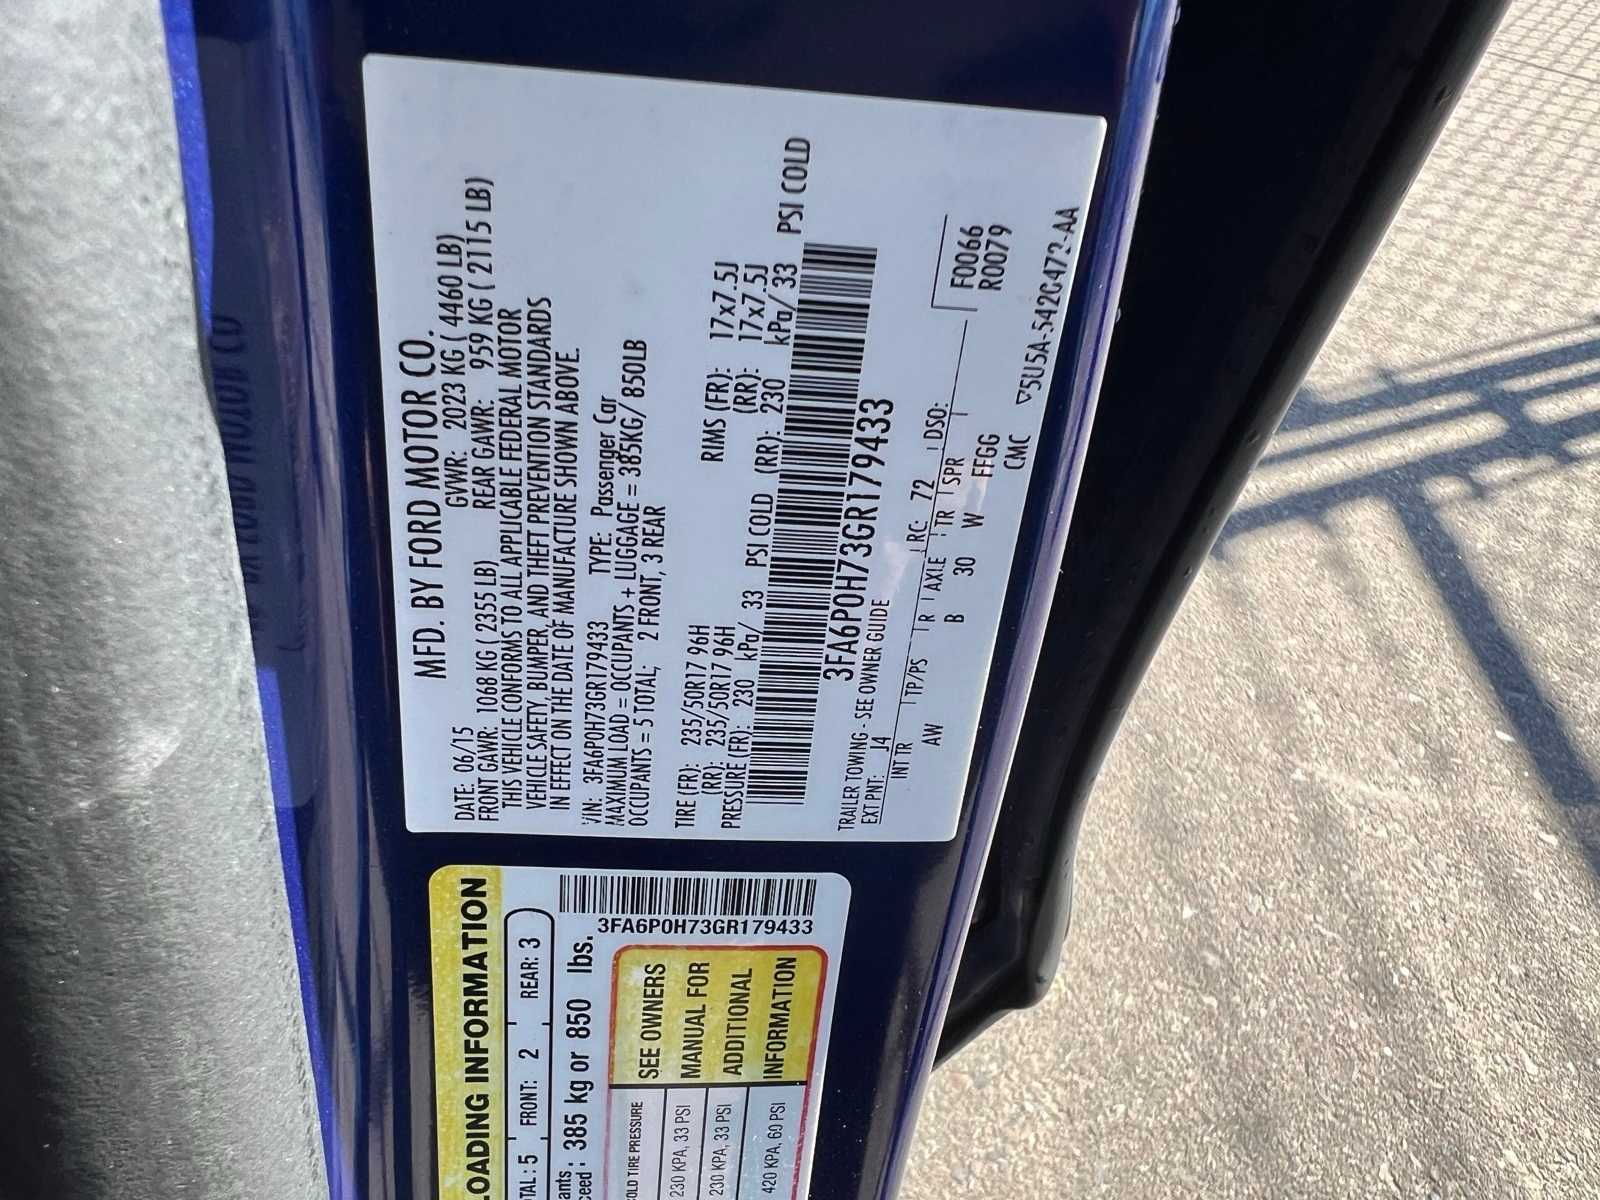 MFD. BY FORD MOTOR CO.
DATE: 06/15 GVWR: 2023 KG ( 4460 LB)
FRONT GAWR: 1068 KG ( 2355 LB) REAR GAWR: 959 KG ( 2115 LB)
THIS VEHICLE CONFORMS TO ALL APPLICABLE FEDERAL MOTOR
VEHICLE SAFETY, BUMPER, AND THEFT PREVENTION STANDARDS
IN EFFECT ON THE DATE OF MANUFACTURE SHOWN ABOVE.
VIN: 3FA6P0H73GR179433 TYPE: Passenger Car
MAXIMUM LOAD = OCCUPANTS + LUGGAGE = 385KG/ 850LB
OCCUPANTS = 5 TOTAL; 2 FRONT, 3 REAR
TIRE (FR): 235/50R17 96H RIMS (FR): 17x7.5J
(RR): 235/50R17 96H (RR): 17x7.5J
PRESSURE (FR): 230 kPa/ 33 PSI COLD (RR): 230 kPa/ 33 PSI COLD
3FA6P0H73GR179433
TRAILER TOWING - SEE OWNER GUIDE
EXT PNT: J4 RC: 72 DSO:
INT TR TP/PS R AXLE TR SPR
AW B 30 W FFGG
CMC
F0066
R0079
5U5A-542G472-AA
LOADING INFORMATION
TOTAL: 5 FRONT: 2 REAR: 3
385 kg or 850 lbs.
3FA6P0H73GR179433
COLD TIRE PRESSURE
230 KPA, 33 PSI
230 KPA, 33 PSI
420 KPA, 60 PSI
SEE OWNERS
MANUAL FOR
ADDITIONAL
INFORMATION